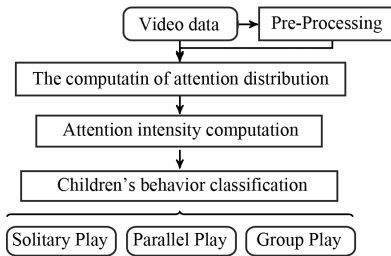 Video data
Pre-Processing
The computatin of attention distribution
Attention intensity computation
Children's behavior classification
Solitary Play
Parallel Play
Group Play